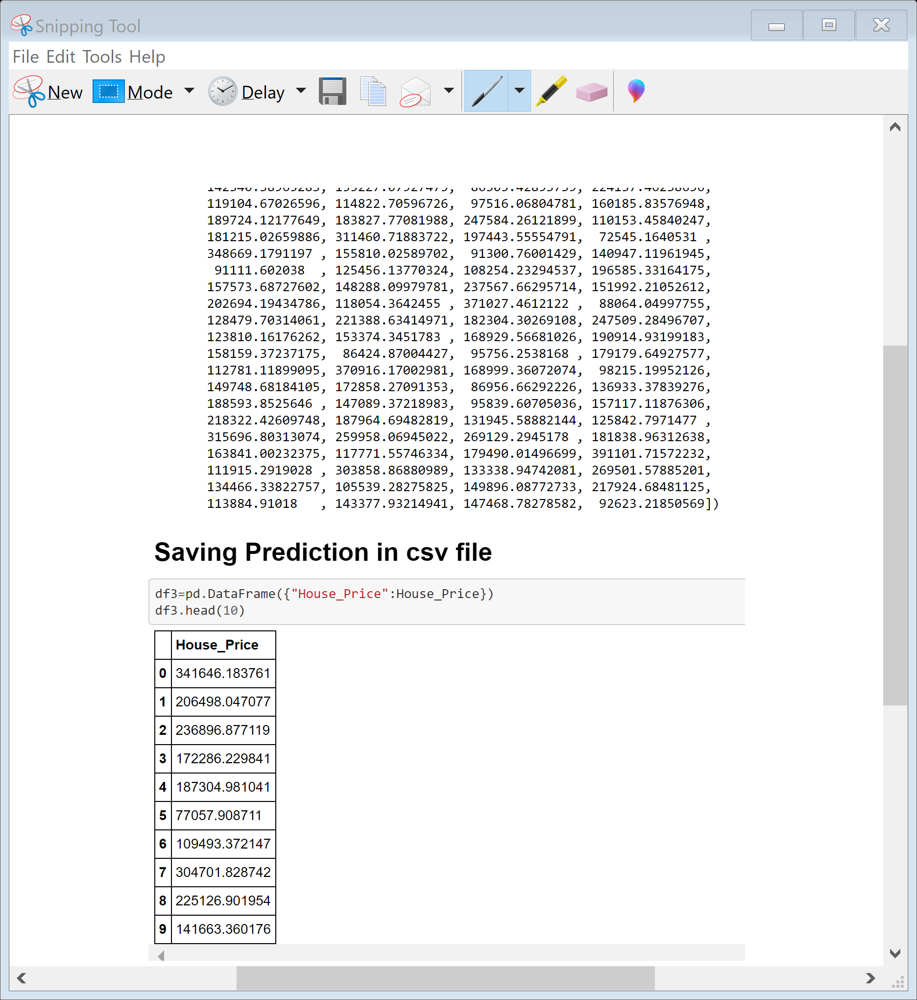 Snipping Tool
File Edit Tools Help
New Mode Delay
119104.67026596, 114822.70596726, 97516.06804781, 160185.83576948,
189724.12177649, 183827.77081988, 247584.26121899, 110153.45840247,
181215.02659886, 311460.71883722, 197443.55554791, 72545.1640531 ,
348669.1791197 , 155810.02589702, 91300.76001429, 140947.11961945,
91111.602038 , 125456.13770324, 108254.23294537, 196585.33164175,
157573.68727602, 148288.09979781, 237567.66295714, 151992.21052612,
202694.19434786, 118054.3642455 , 371027.4612122 , 88064.04997755,
128479.70314061, 221388.63414971, 182304.30269108, 247509.28496707,
123810.16176262, 153374.3451783 , 168929.56681026, 190914.93199183,
158159.37237175, 86424.87004427, 95756.2538168 , 179179.64927577,
112781.11899095, 370916.17002981, 168999.36072074, 98215.19952126,
149748.68184105, 172858.27091353, 86956.66292226, 136933.37839276,
188593.8525646 , 147089.37218983, 95839.60705036, 157117.11876306,
218322.42609748, 187964.69482819, 131945.58882144, 125842.7971477 ,
315696.80313074, 259958.06945022, 269129.2945178 , 181838.96312638,
163841.00232375, 117771.55746334, 179490.01496699, 391101.71572232,
111915.2919028 , 303858.86880989, 133338.94742081, 269501.57885201,
134466.33822757, 105539.28275825, 149896.08772733, 217924.68481125,
113884.91018 , 143377.93214941, 147468.78278582, 92623.21850569])
Saving Prediction in csv file
df3=pd.DataFrame({"House_Price":House_Price})
df3.head(10)
House_Price
0 341646.183761
1 206498.047077
2 236896.877119
3 172286.229841
4 187304.981041
5 77057.908711
6 109493.372147
7 304701.828742
8 225126.901954
9 141663.360176